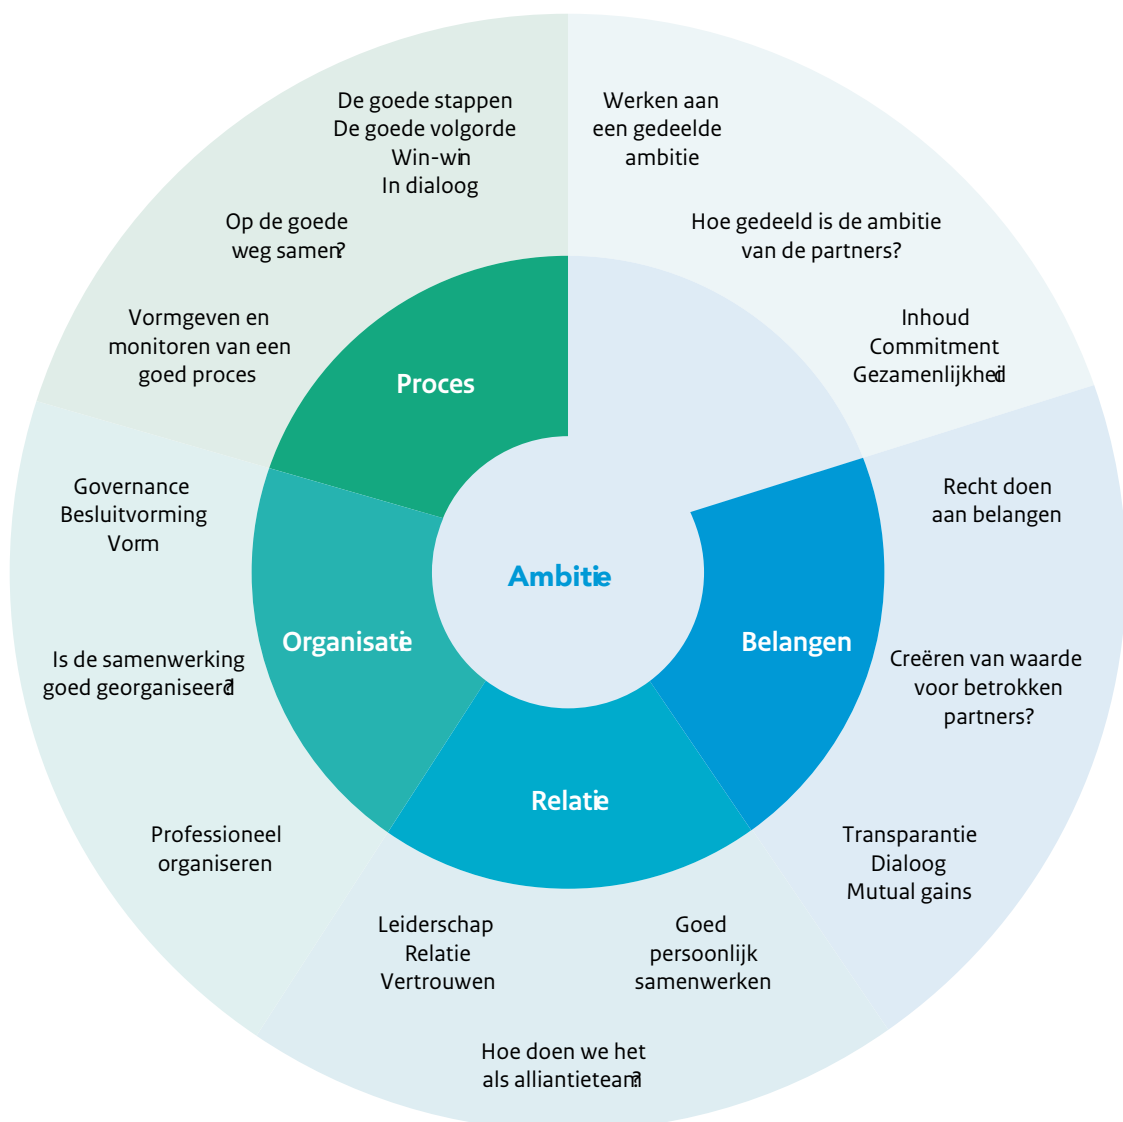 De goede stappen
De goede volgorde
Win-win
In dialoog
Op de goede
weg samen?
Vormgeven en
monitoren van een
goed proces
Proces
Werken aan
een gedeelde
ambitie
Hoe gedeeld is de ambitie
van de partners?
Inhoud
Commitment
Gezamenlijkheid
Ambitie
Recht doen
aan belangen
Creëren van waarde
voor betrokken
partners?
Transparantie
Dialoog
Mutual gains
Belangen
Relatie
Goed
persoonlijk
samenwerken
Hoe doen we het
als alliantieteam?
Leiderschap
Relatie
Vertrouwen
Organisatie
Governance
Besluitvorming
Vorm
Is de samenwerking
goed georganiseerd?
Professioneel
organiseren